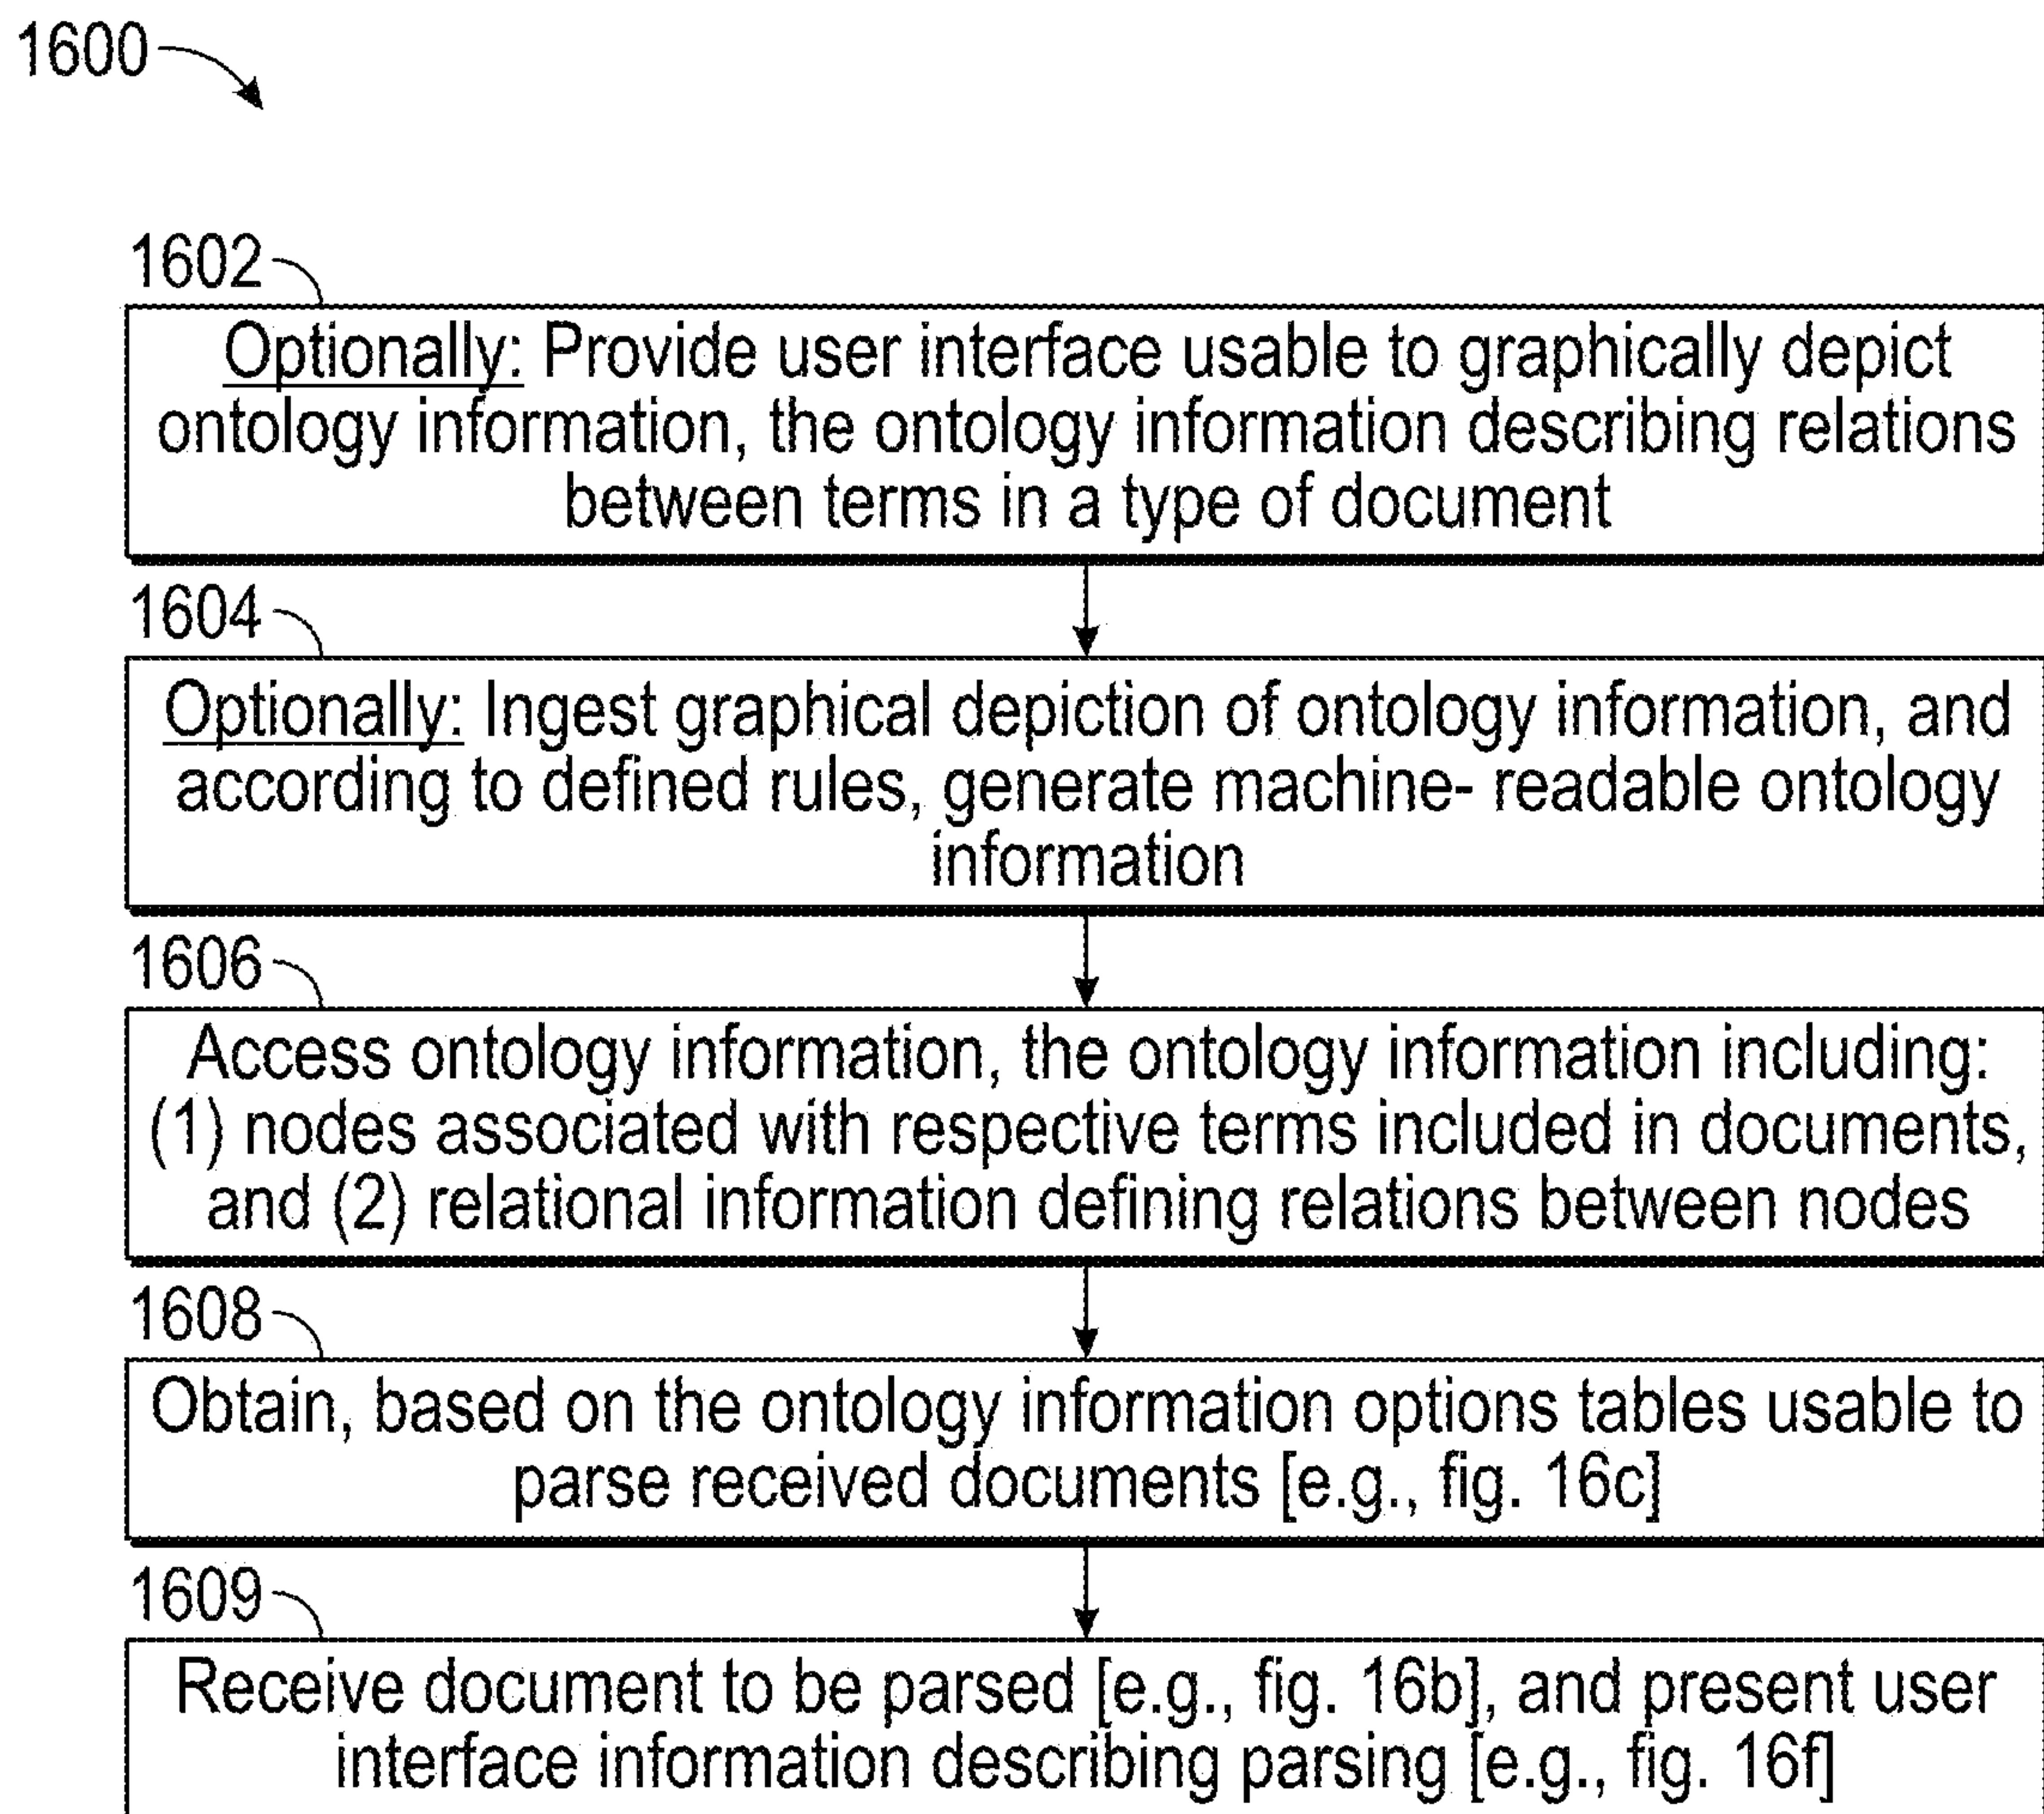 1600
1602
Optionally: Provide user interface usable to graphically depict
ontology information, the ontology information describing relations
between terms in a type of document
1604
Optionally: Ingest graphical depiction of ontology information, and
according to defined rules, generate machine- readable ontology
information
1606
Access ontology information, the ontology information including:
(1) nodes associated with respective terms included in documents,
and (2) relational information defining relations between nodes
1608
Obtain, based on the ontology information options tables usable to
parse received documents [e.g., fig. 16c]
1609
Receive document to be parsed [e.g., fig. 16b], and present user
interface information describing parsing [e.g., fig. 16f]